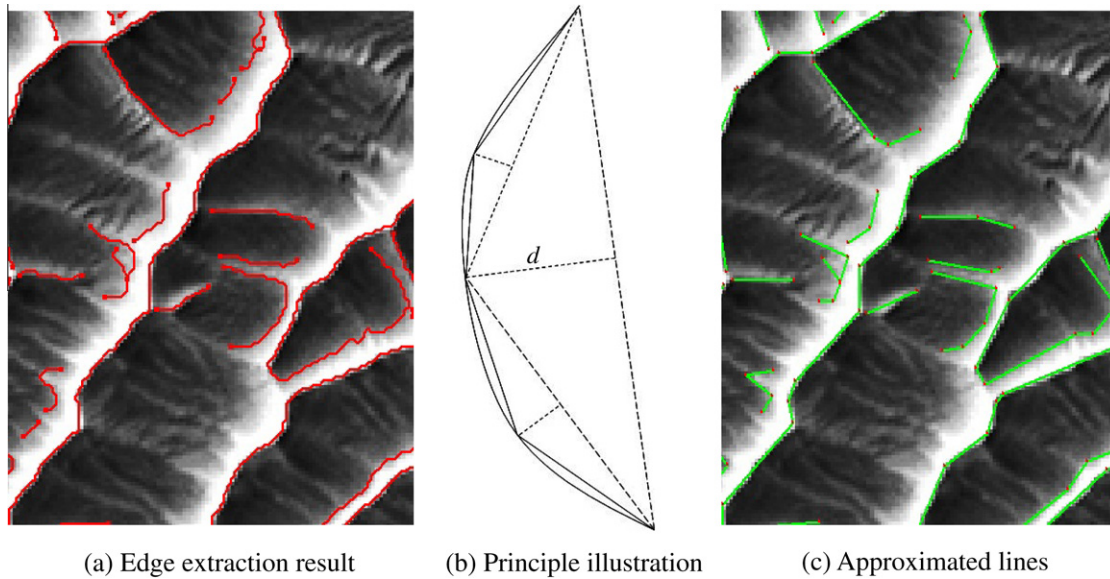 d
(a) Edge extraction result
(b) Principle illustration
(c) Approximated lines